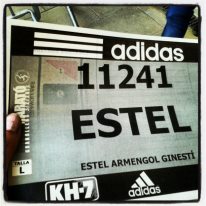 adidas
11241
ESTEL
ESTEL ARMENGOL GINESTÍ
TALLA
L
KH-7
adidas